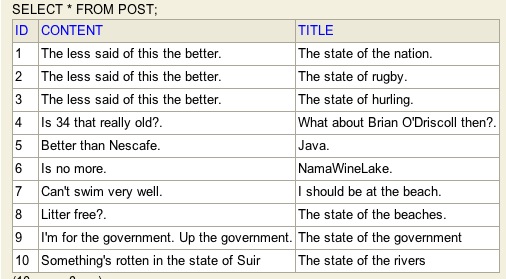 SELECT * FROM POST;
ID CONTENT TITLE
1 The less said of this the better. The state of the nation.
2 The less said of this the better. The state of rugby.
3 The less said of this the better. The state of hurling.
4 Is 34 that really old?. What about Brian O'Driscoll then?.
5 Better than Nescafe. Java.
6 Is no more. NamaWineLake.
7 Can't swim very well. I should be at the beach.
8 Litter free?. The state of the beaches.
9 I'm for the government. Up the government. The state of the government
10 Something's rotten in the state of Suir The state of the rivers